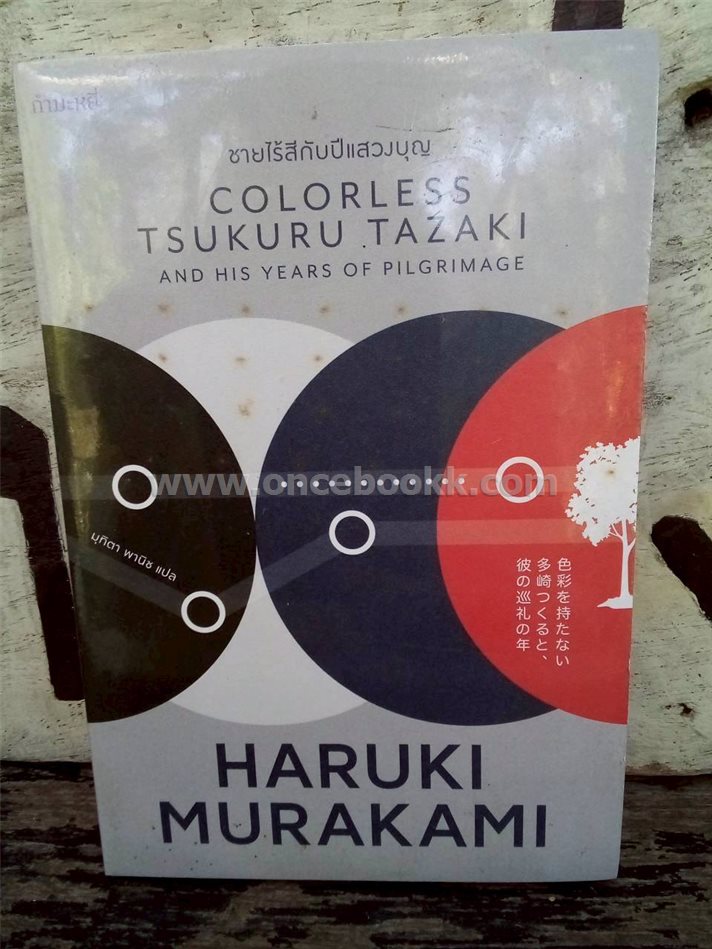 กำมะหยี่
ชายไร้สีกับปีแสวงบุญ
COLORLESS
TSUKURU TAZAKI
AND HIS YEARS OF PILGRIMAGE
www.oncebookk.com
มุทิตา พานิช แปล
色彩を持たない
多崎つくると、
彼の巡礼の年
HARUKI
MURAKAMI